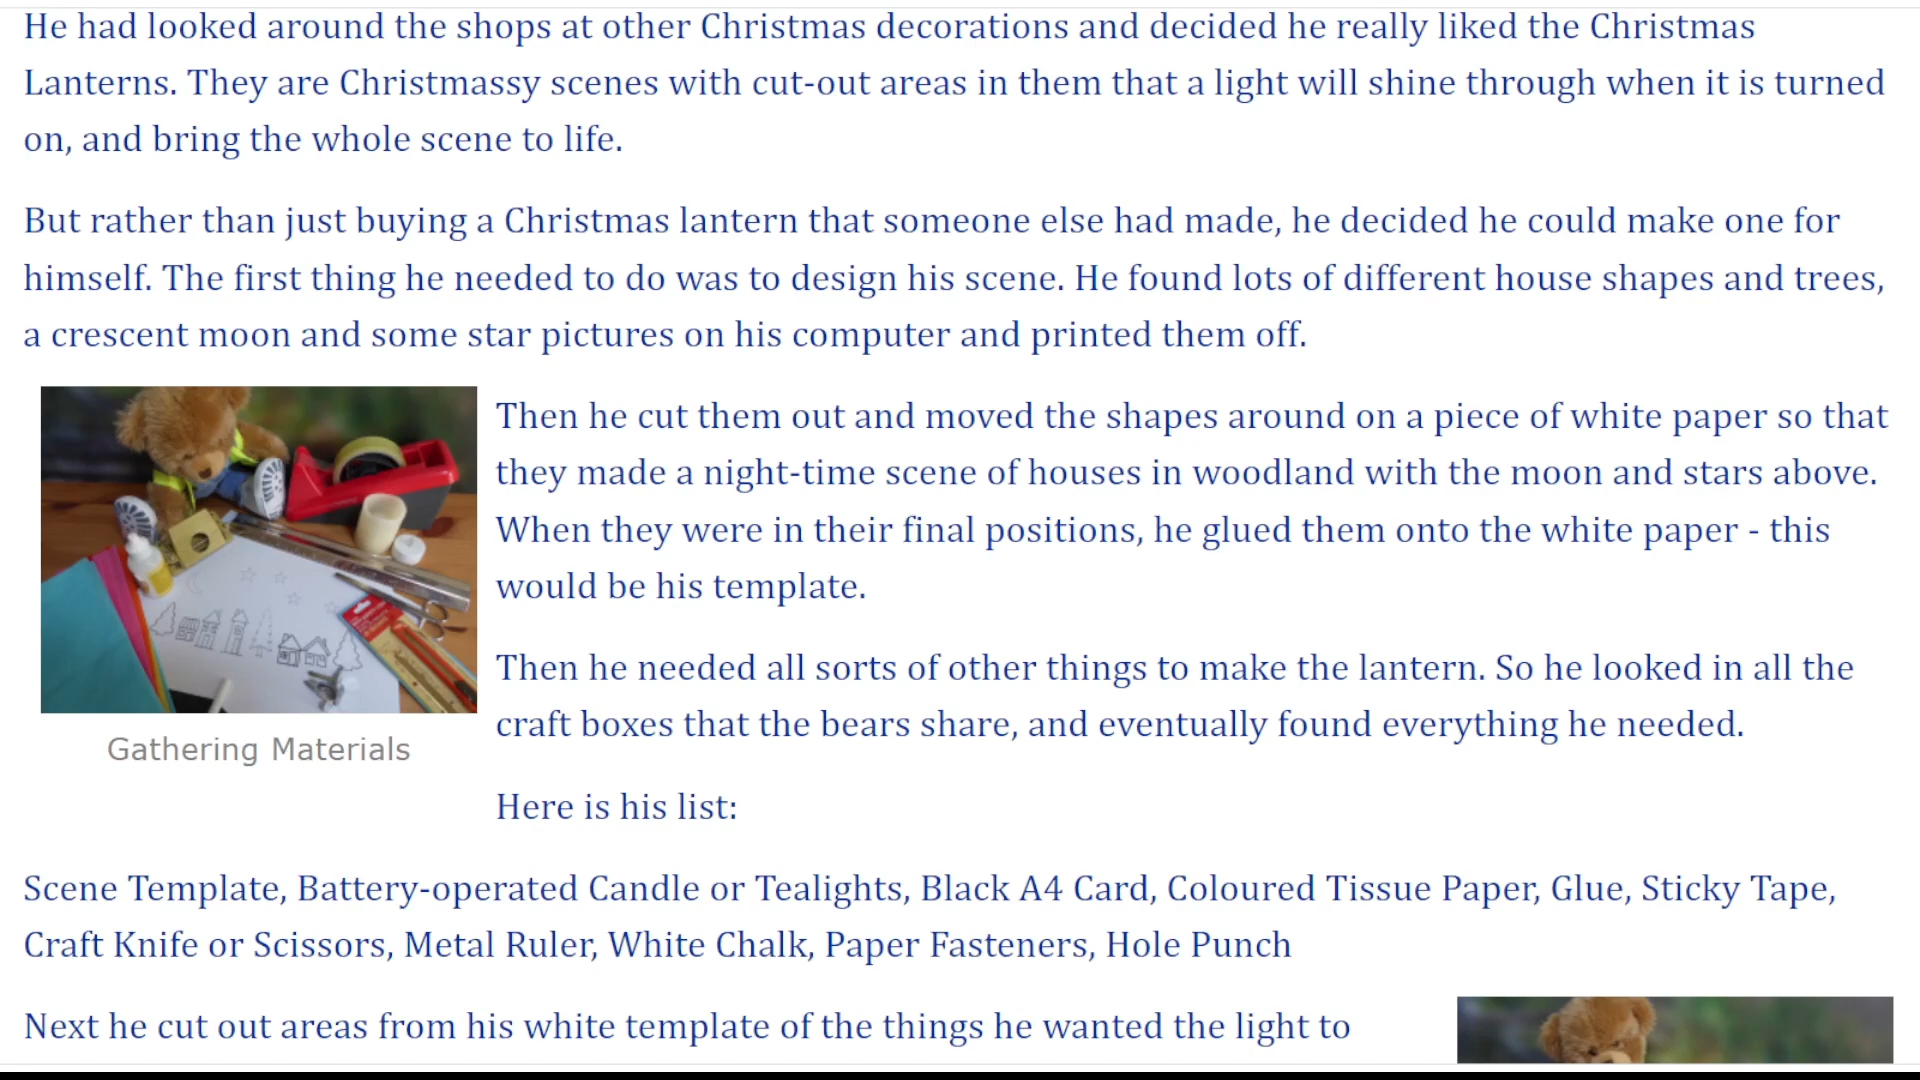 He had looked around the shops at other Christmas decorations and decided he really liked the Christmas
Lanterns. They are Christmassy scenes with cut-out areas in them that a light will shine through when it is turned
on, and bring the whole scene to life.
But rather than just buying a Christmas lantern that someone else had made, he decided he could make one for
himself. The first thing he needed to do was to design his scene. He found lots of different house shapes and trees,
a crescent moon and some star pictures on his computer and printed them off.
Then he cut them out and moved the shapes around on a piece of white paper so that
they made a night-time scene of houses in woodland with the moon and stars above.
When they were in their final positions, he glued them onto the white paper - this
would be his template.
Then he needed all sorts of other things to make the lantern. So he looked in all the
craft boxes that the bears share, and eventually found everything he needed.
Gathering Materials
Here is his list:
Scene Template, Battery-operated Candle or Tealights, Black A4 Card, Coloured Tissue Paper, Glue, Sticky Tape,
Craft Knife or Scissors, Metal Ruler, White Chalk, Paper Fasteners, Hole Punch
Next he cut out areas from his white template of the things he wanted the light to